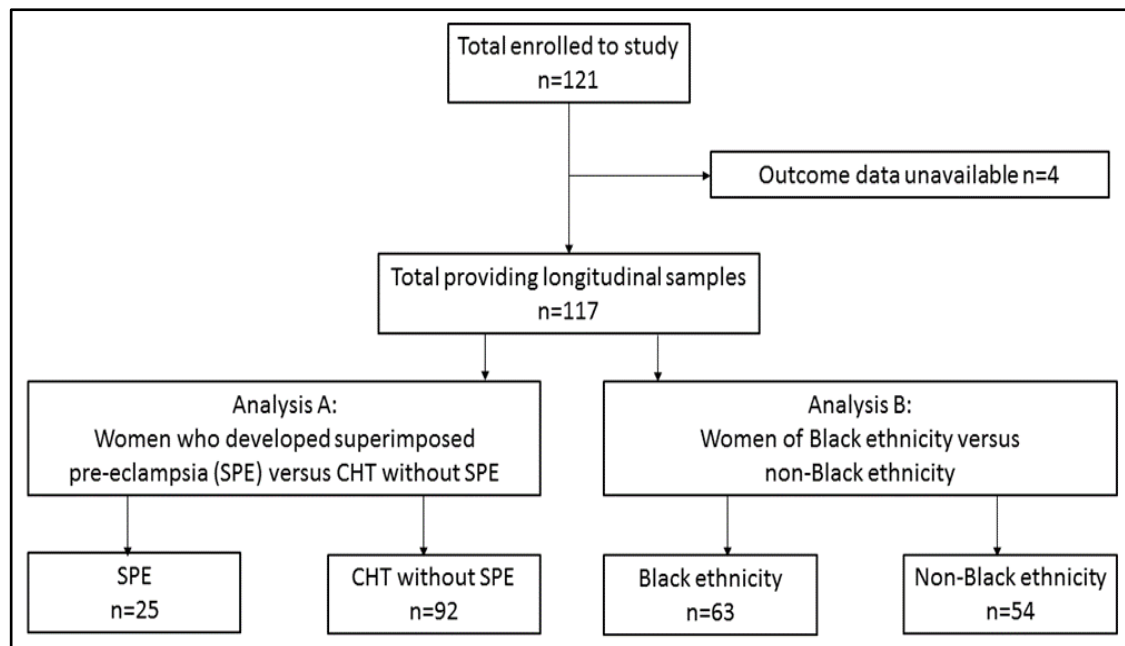 Total enrolled to study
n=121
Outcome data unavailable n=4
Total providing longitudinal samples
n=117
Analysis A:
Women who developed superimposed
pre-eclampsia (SPE) versus CHT without SPE
Analysis B:
Women of Black ethnicity versus
non-Black ethnicity
SPE
n=25
CHT without SPE
n=92
Black ethnicity
n=63
Non-Black ethnicity
n=54